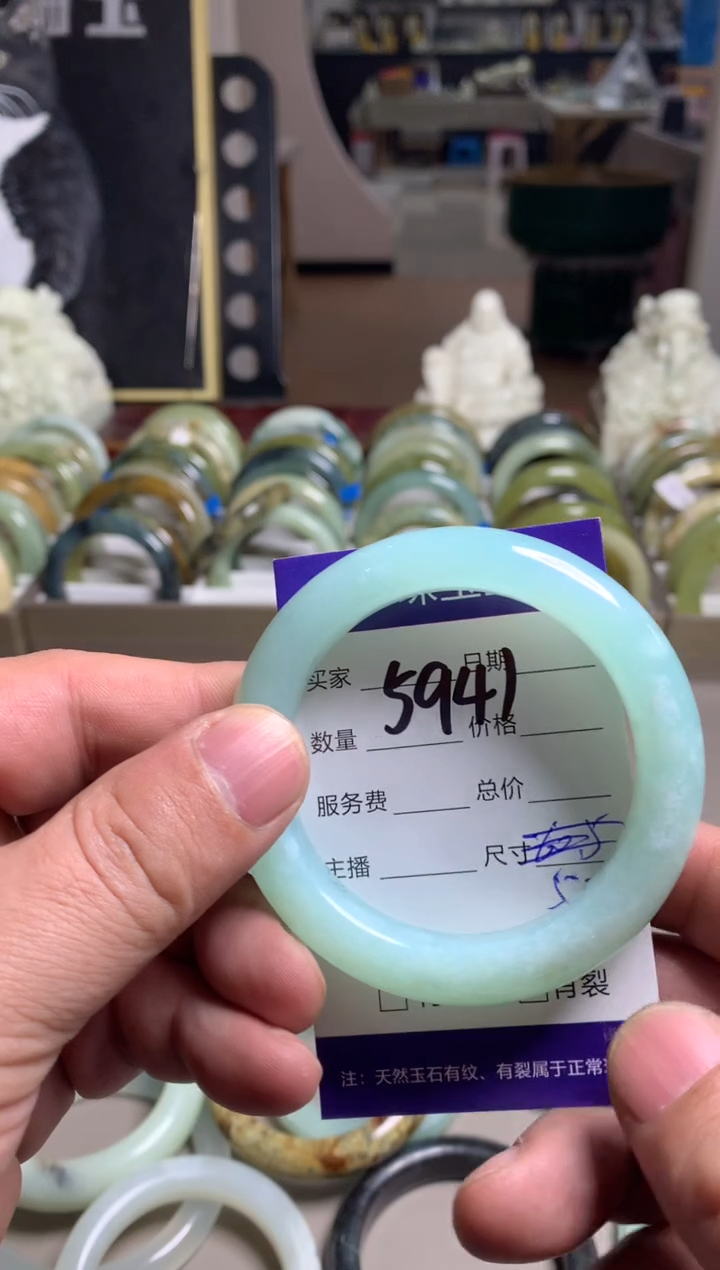 玉
买家 5941 日期
数量 价格
服务费 总价
主播 尺寸
有裂
注：天然玉石有纹、有裂属于正常